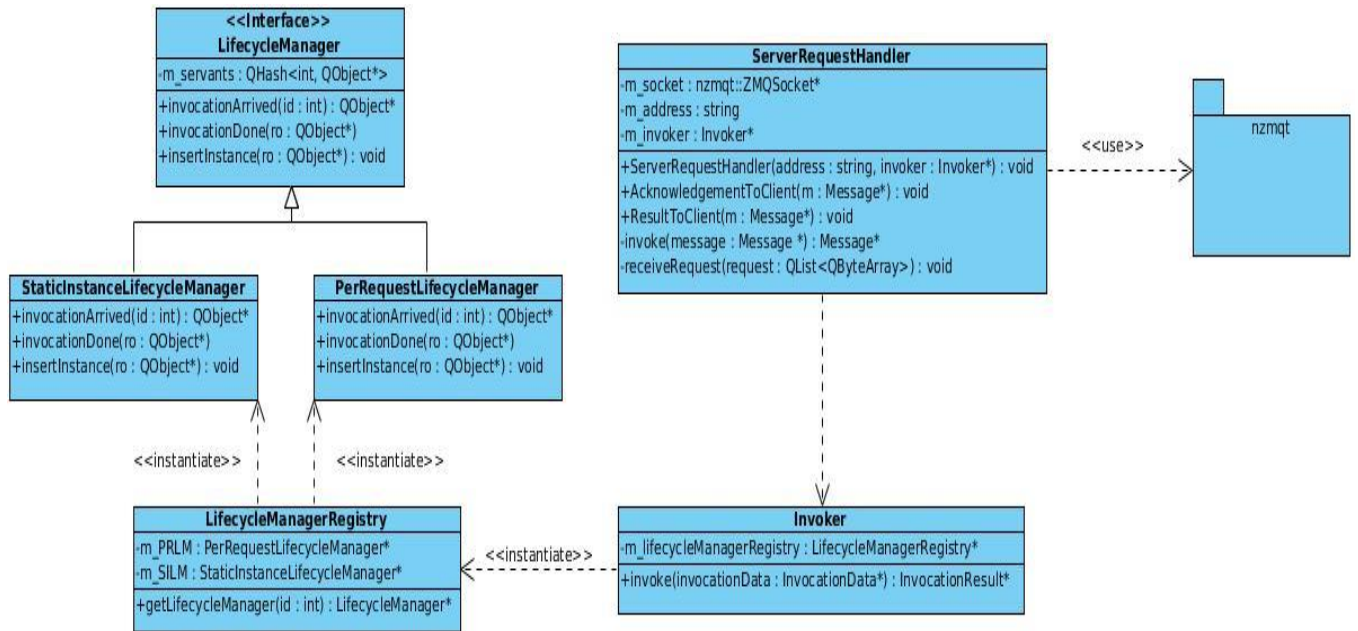 <<Interface>>
LifecycleManager
-m_servants : QHash<int, QObject*>
+invocationArrived(id : int) : QObject*
+invocationDone(ro : QObject*)
+insertInstance(ro : QObject*) : void
ServerRequestHandler
-m_socket : nzmqt::ZMQSocket*
-m_address : string
-m_invoker : Invoker*
+ServerRequestHandler(address : string, invoker : Invoker*) : void
+AcknowledgementToClient(m : Message*) : void
+ResultToClient(m : Message*) : void
-invoke(message : Message *) : Message*
-receiveRequest(request : QList<QByteArray>) : void
<<use>>
nzmqt
StaticInstanceLifecycleManager
+invocationArrived(id : int) : QObject*
+invocationDone(ro : QObject*)
+insertInstance(ro : QObject*) : void
PerRequestLifecycleManager
+invocationArrived(id : int) : QObject*
+invocationDone(ro : QObject*)
+insertInstance(ro : QObject*) : void
<<instantiate>>
<<instantiate>>
LifecycleManagerRegistry
-m_PRLM : PerRequestLifecycleManager*
-m_SILM : StaticInstanceLifecycleManager*
+getLifecycleManager(id : int) : LifecycleManager*
<<instantiate>>
Invoker
-m_lifecycleManagerRegistry : LifecycleManagerRegistry*
+invoke(invocationData : InvocationData*) : InvocationResult*